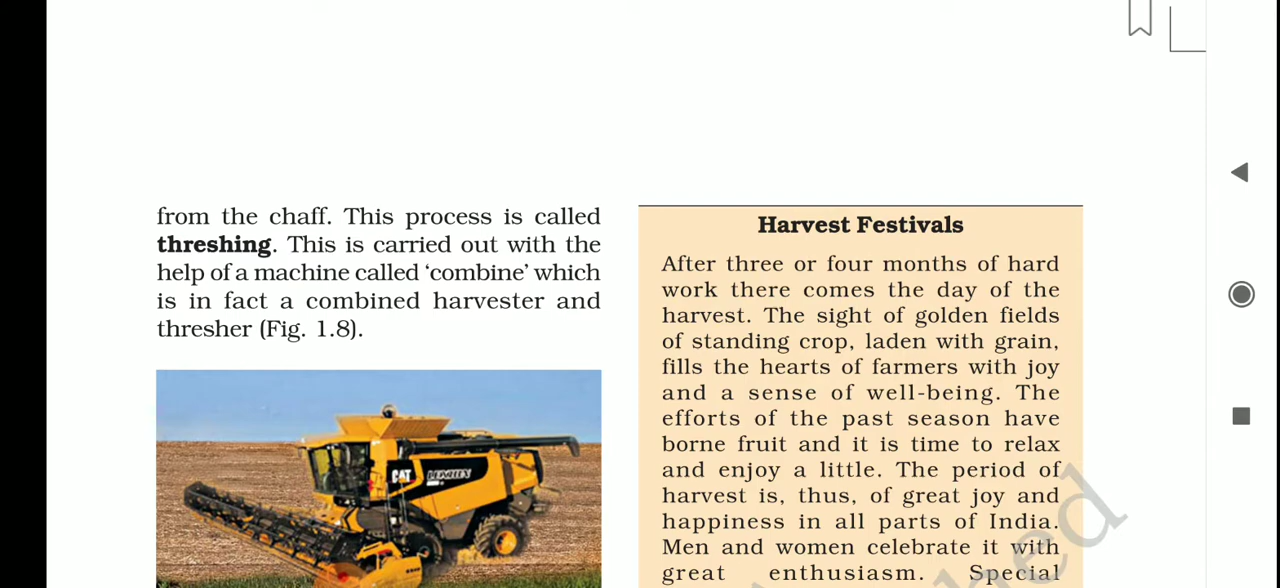 from the chaff. This process is called
threshing. This is carried out with the
help of a machine called ‘combine’ which
is in fact a combined harvester and
thresher (Fig. 1.8).
CAT
Harvest Festivals
After three or four months of hard
work there comes the day of the
harvest. The sight of golden fields
of standing crop, laden with grain,
fills the hearts of farmers with joy
and a sense of well-being. The
efforts of the past season have
borne fruit and it is time to relax
and enjoy a little. The period of
harvest is, thus, of great joy and
happiness in all parts of India.
Men and women celebrate it with
great enthusiasm. Special